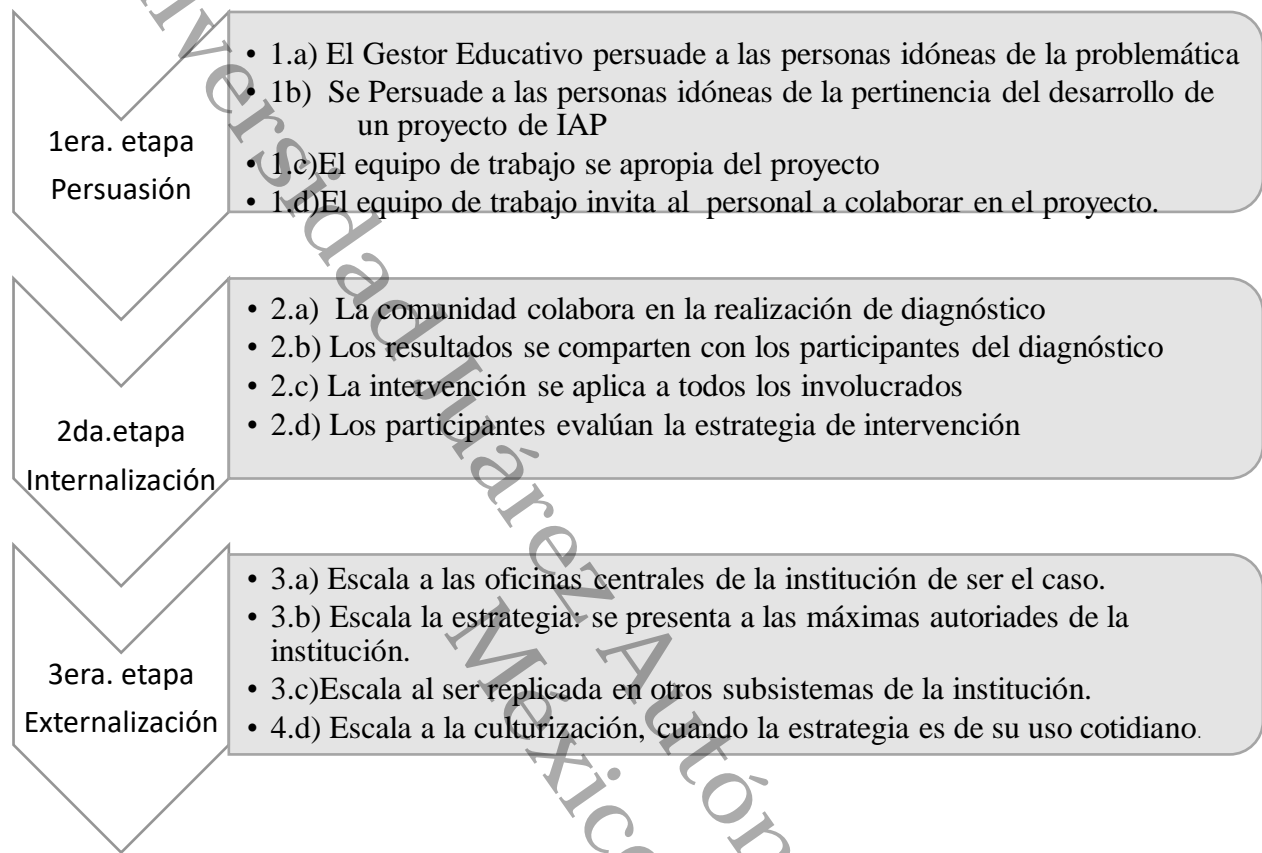 1era. etapa
Persuasión
• 1.a) El Gestor Educativo persuade a las personas idóneas de la problemática
• 1b) Se Persuade a las personas idóneas de la pertinencia del desarrollo de
un proyecto de IAP
• 1.c)El equipo de trabajo se apropia del proyecto
• 1.d)El equipo de trabajo invita al personal a colaborar en el proyecto.
2da.etapa
Internalización
• 2.a) La comunidad colabora en la realización de diagnóstico
• 2.b) Los resultados se comparten con los participantes del diagnóstico
• 2.c) La intervención se aplica a todos los involucrados
• 2.d) Los participantes evalúan la estrategia de intervención
3era. etapa
Externalización
• 3.a) Escala a las oficinas centrales de la institución de ser el caso.
• 3.b) Escala la estrategia: se presenta a las máximas autoriades de la
institución.
• 3.c)Escala al ser replicada en otros subsistemas de la institución.
• 4.d) Escala a la culturización, cuando la estrategia es de su uso cotidiano.
iversidad Juárez Autón
Méxic